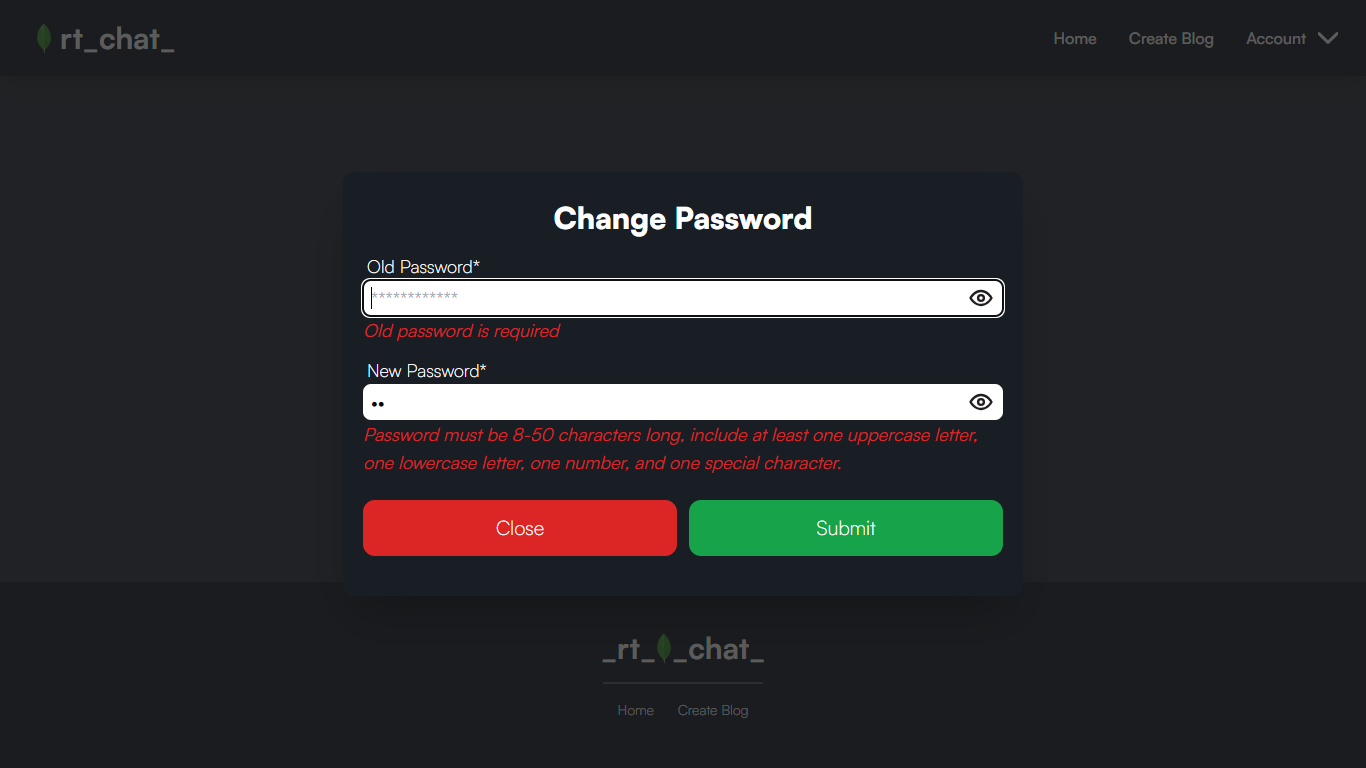 rt_chat_
Home Create Blog Account
Change Password
Old Password*
************
Old password is required
New Password*
••
Password must be 8-50 characters long, include at least one uppercase letter,
one lowercase letter, one number, and one special character.
Close Submit
_rt_ _chat_
Home Create Blog